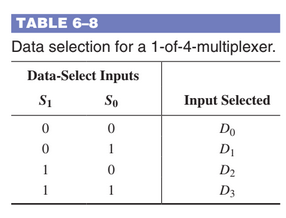 TABLE 6–8
Data selection for a 1-of-4-multiplexer.
Data-Select Inputs
S₁ S₀ Input Selected
0 0 D₀
0 1 D₁
1 0 D₂
1 1 D₃